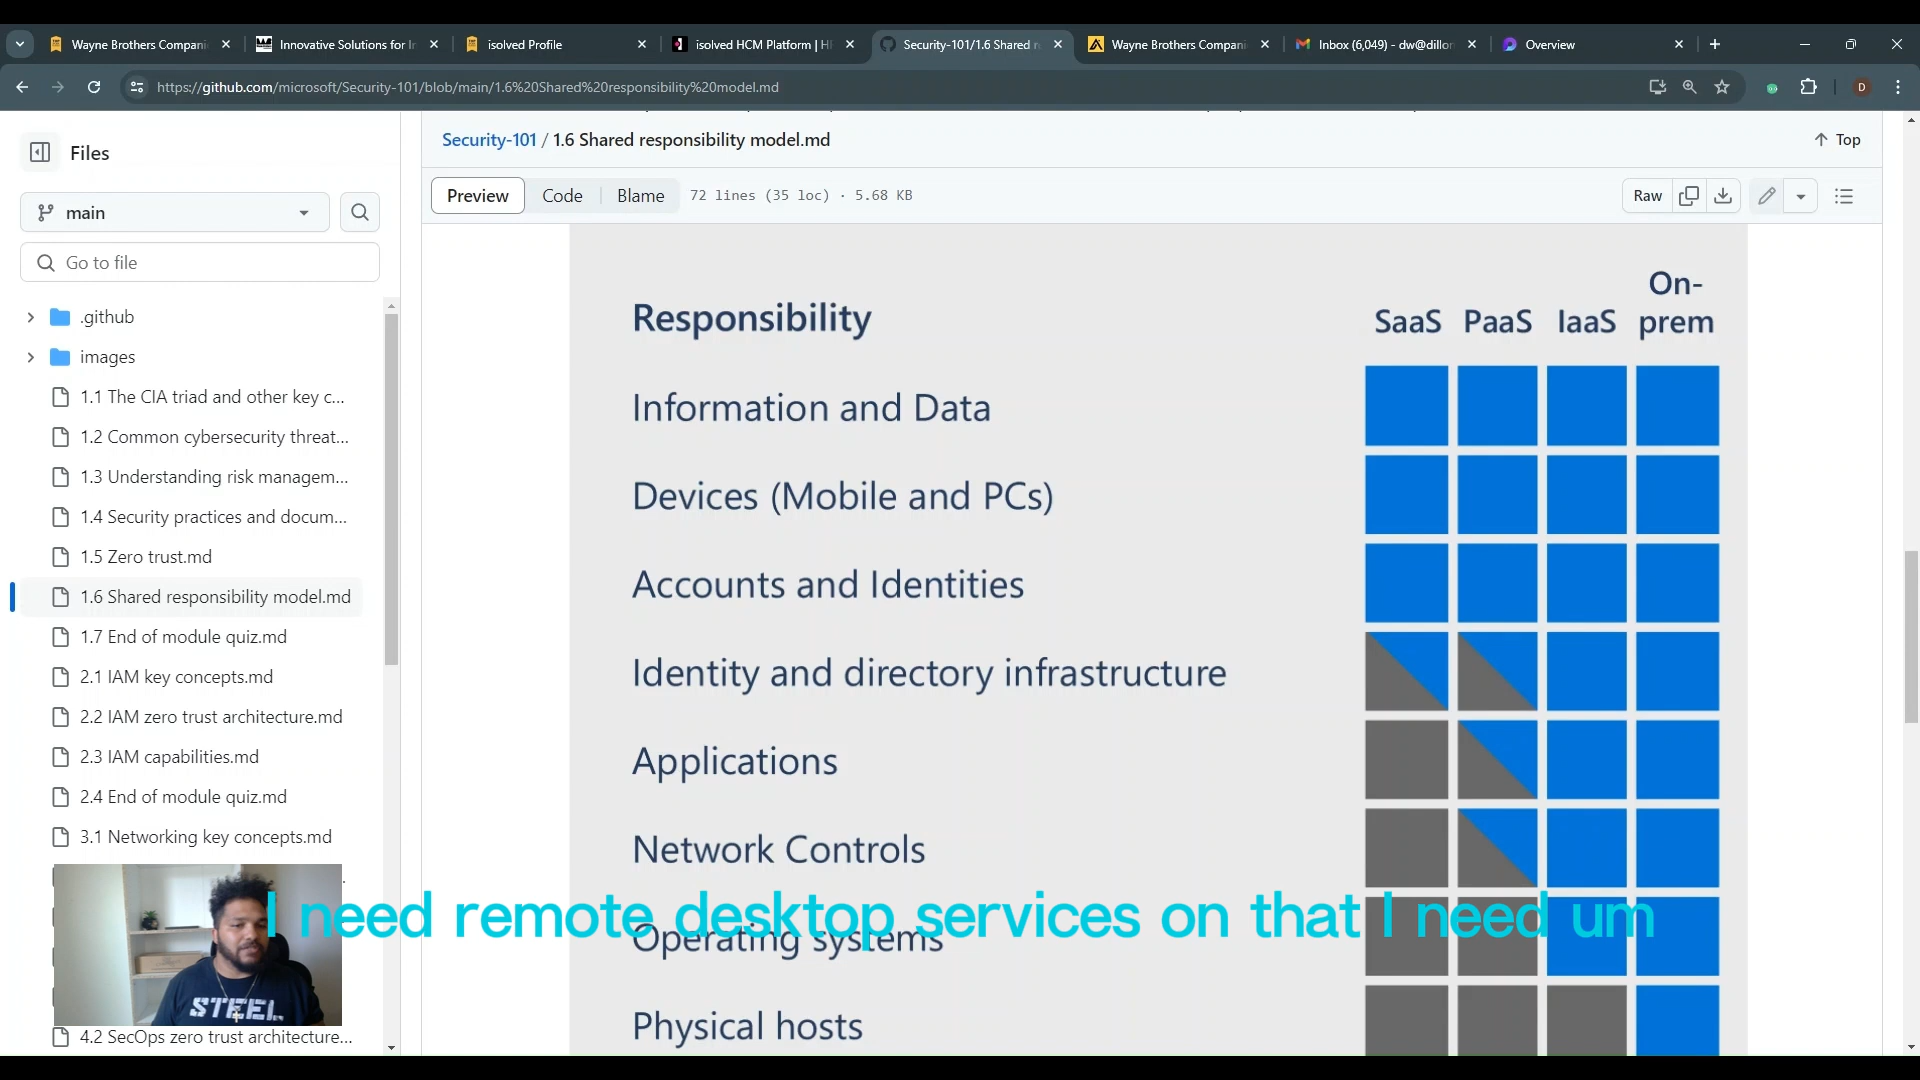 Wayne Brothers Compani
Innovative Solutions for I
isolved Profile
isolved HCM Platform | H
Security-101/1.6 Shared
Wayne Brothers Compani
Inbox (6,049) - dw@dillo
Overview
https://github.com/microsoft/Security-101/blob/main/1.6%20Shared%20responsibility%20model.md
D
Files
Security-101 / 1.6 Shared responsibility model.md
Top
main
Preview
Code
Blame
72 lines (35 loc) · 5.68 KB
Raw
Go to file
.github
images
1.1 The CIA triad and other key c...
1.2 Common cybersecurity threat...
1.3 Understanding risk managem...
1.4 Security practices and docum...
1.5 Zero trust.md
1.6 Shared responsibility model.md
1.7 End of module quiz.md
2.1 IAM key concepts.md
2.2 IAM zero trust architecture.md
2.3 IAM capabilities.md
2.4 End of module quiz.md
3.1 Networking key concepts.md
4.2 SecOps zero trust architecture...
Responsibility
SaaS PaaS IaaS On-prem
Information and Data
Devices (Mobile and PCs)
Accounts and Identities
Identity and directory infrastructure
Applications
Network Controls
Operating systems
Physical hosts
I need remote desktop services on that I need um
STEEL